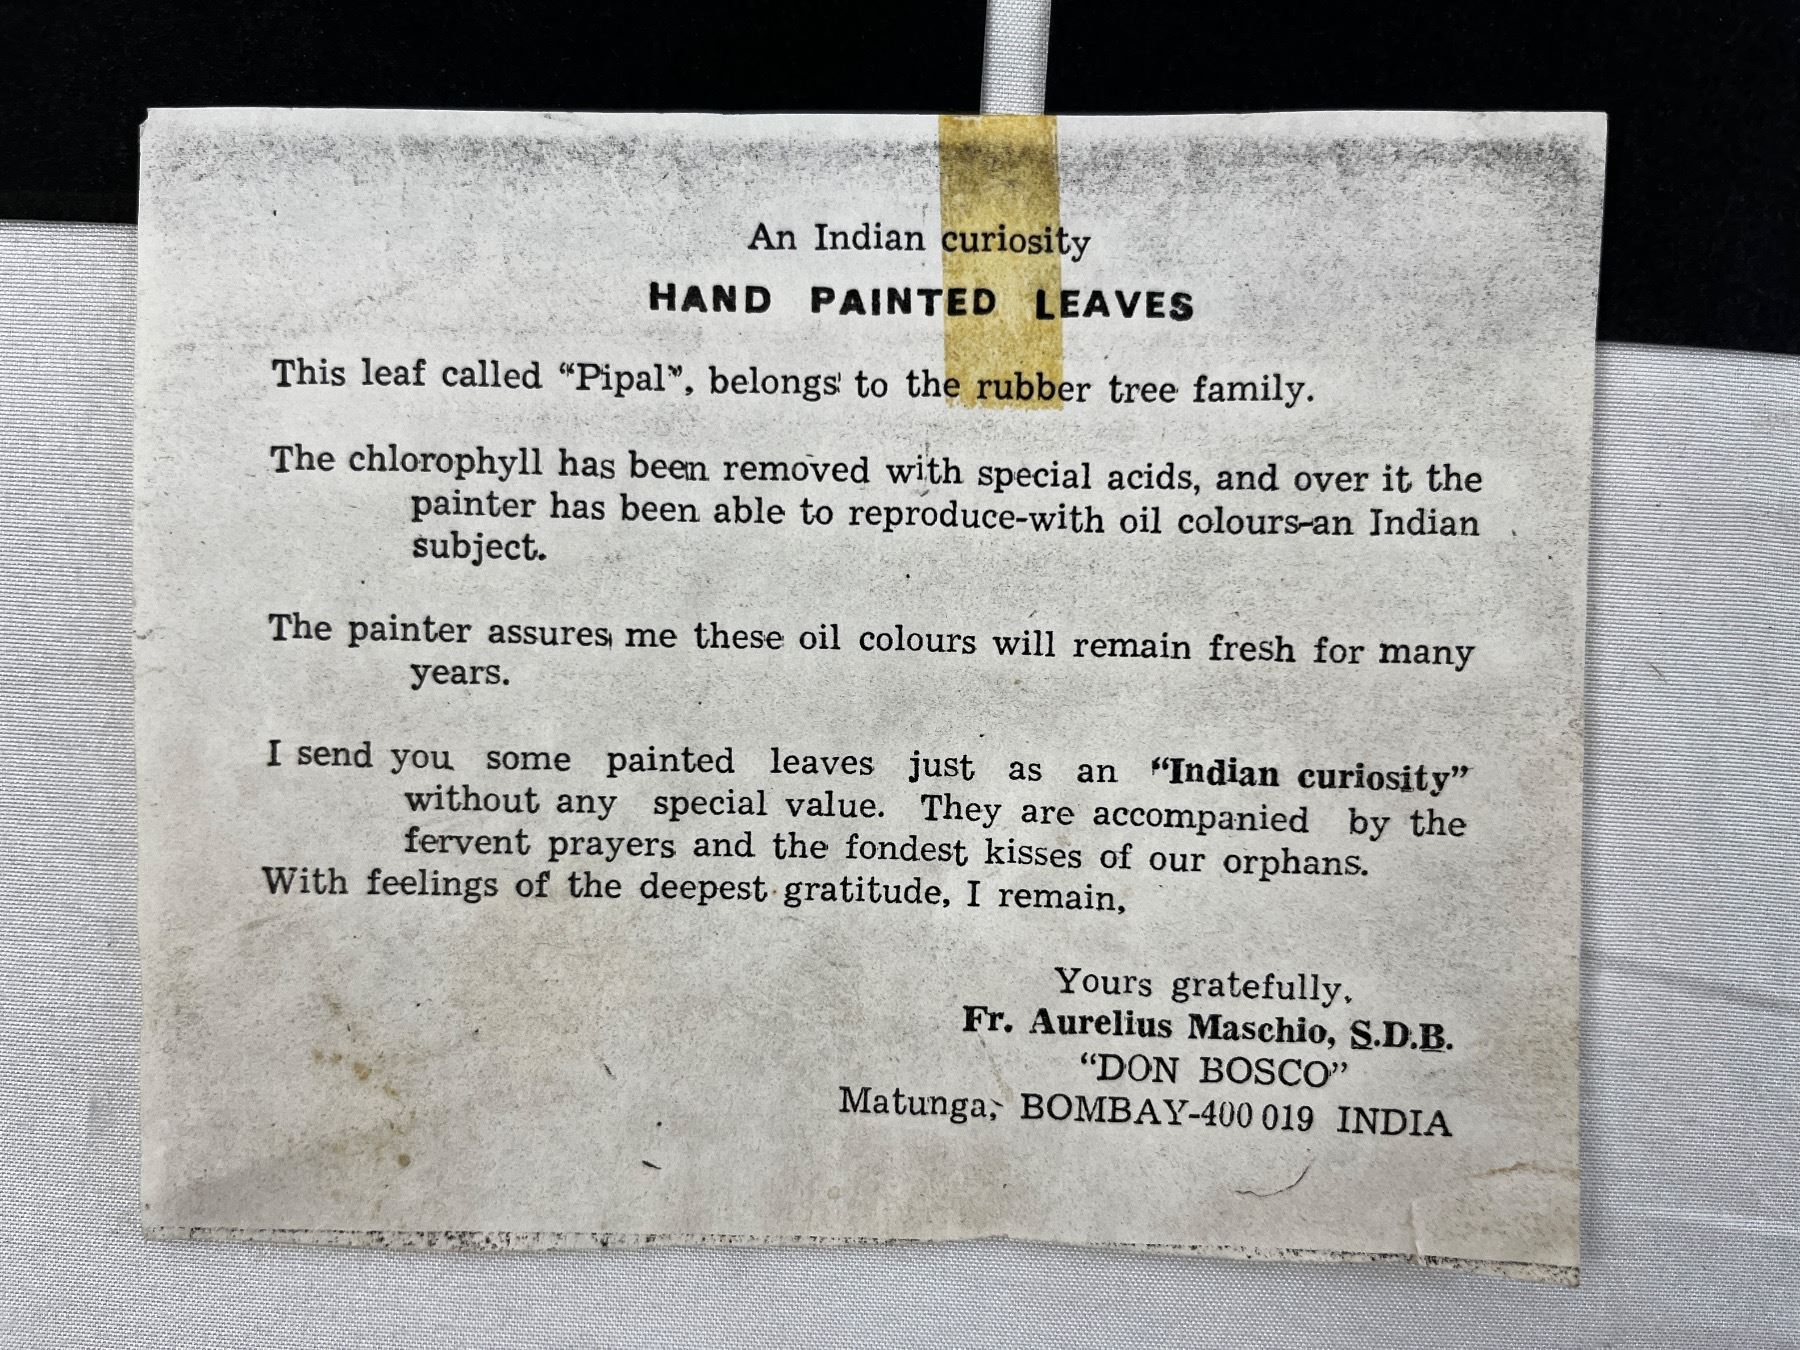 An Indian curiosity
HAND PAINTED LEAVES
This leaf called “Pipal”, belongs to the rubber tree family.
The chlorophyll has been removed with special acids, and over it the
painter has been able to reproduce-with oil colours-an Indian
subject.
The painter assures me these oil colours will remain fresh for many
years.
I send you some painted leaves just as an “Indian curiosity”
without any special value. They are accompanied by the
fervent prayers and the fondest kisses of our orphans.
With feelings of the deepest gratitude, I remain,
Yours gratefully,
Fr. Aurelius Maschio, S.D.B.
“DON BOSCO”
Matunga, BOMBAY-400 019 INDIA